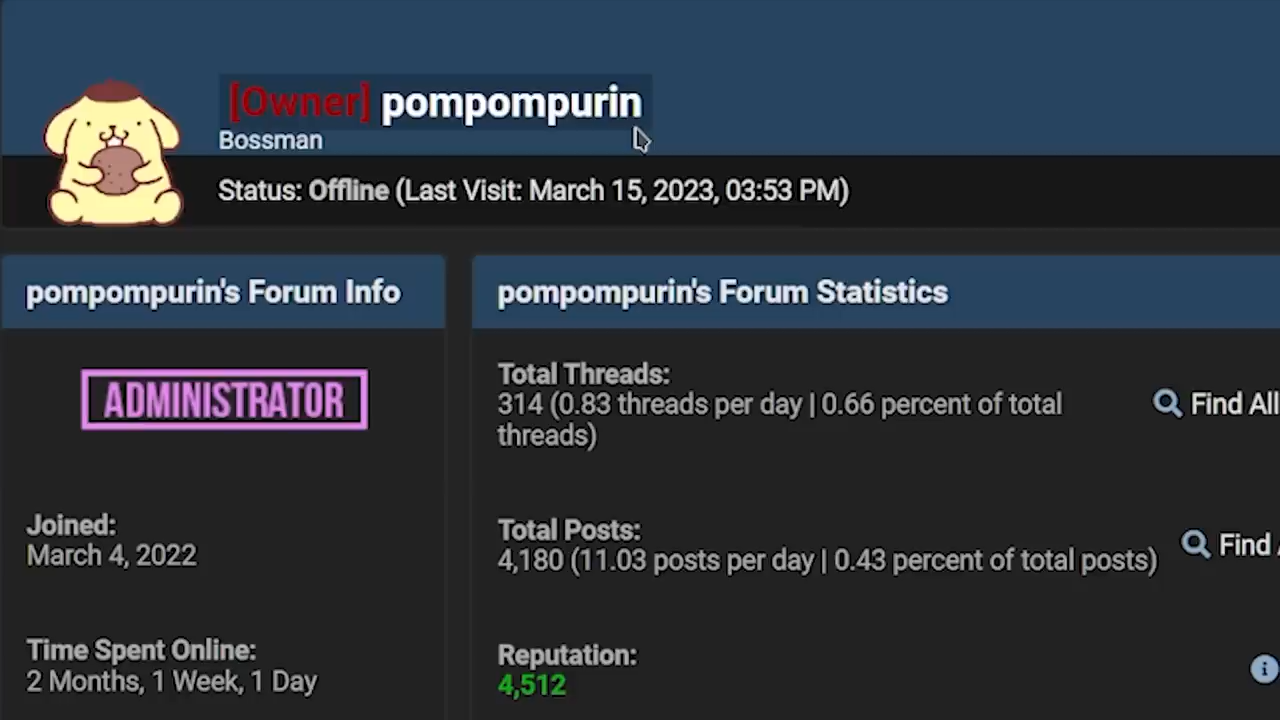 [Owner] pompompurin
Bossman
Status: Offline (Last Visit: March 15, 2023, 03:53 PM)
pompompurin's Forum Info
pompompurin's Forum Statistics
ADMINISTRATOR
Total Threads:
314 (0.83 threads per day | 0.66 percent of total
threads)
Find All
Joined:
March 4, 2022
Total Posts:
4,180 (11.03 posts per day | 0.43 percent of total posts)
Find
Time Spent Online:
2 Months, 1 Week, 1 Day
Reputation:
4,512